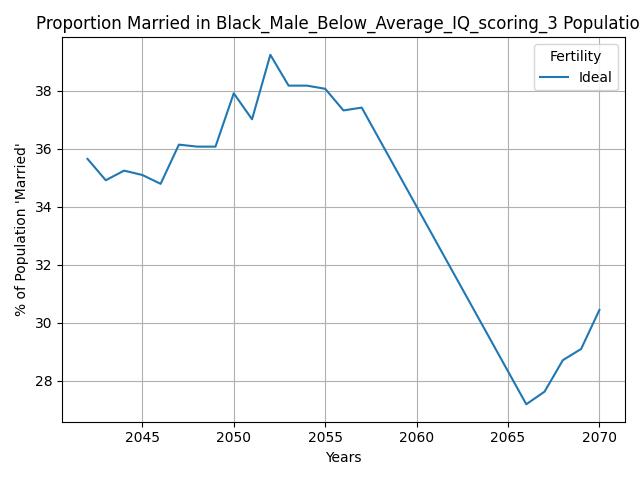 Proportion Married in Black_Male_Below_Average_IQ_scoring_3 Populatio
Fertility
Ideal
% of Population 'Married'
38
36
34
32
30
28
2045 2050 2055 2060 2065 2070
Years